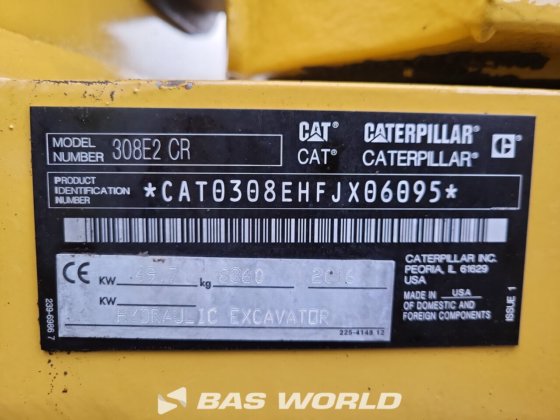 MODEL NUMBER 308E2 CR
CAT® CATERPILLAR®
CAT® CATERPILLAR®
PRODUCT IDENTIFICATION NUMBER *CAT0308EHFJX06095*
CE KW kg 2016
KW
HYDRAULIC EXCAVATOR
225-4148 12
CATERPILLAR INC.
PEORIA, IL 61629
USA
MADE IN USA
OF DOMESTIC AND
FOREIGN COMPONENTS
ISSUE 1
239-6986 7
BAS WORLD